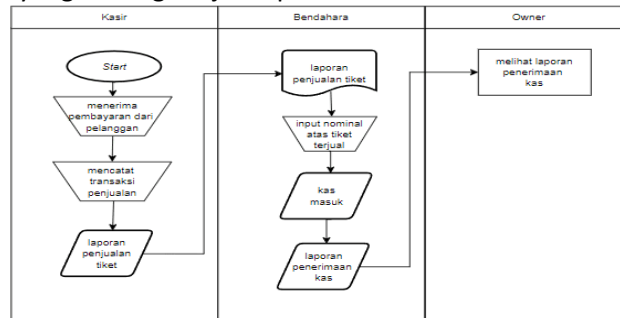 Kasir
Bendahara
Owner
Start
menerima
pembayaran dari
pelanggan
mencatat
transaksi
penjualan
laporan
penjualan
tiket
laporan
penjualan tiket
input nominal
atas tiket
terjual
kas
masuk
laporan
penerimaan
kas
melihat laporan
penerimaan
kas